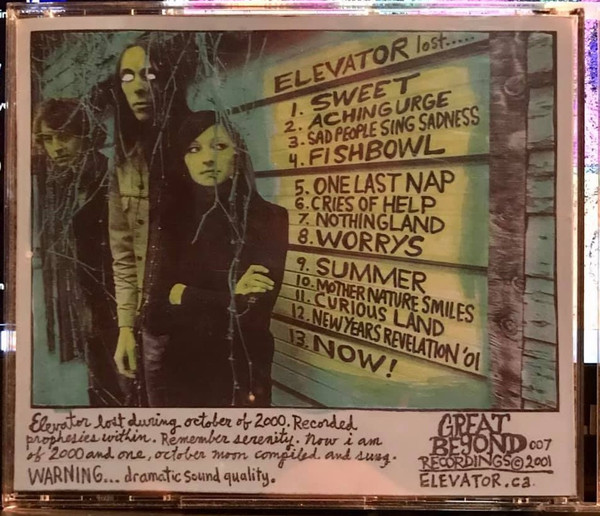 ELEVATOR lost.....
1. SWEET
2. ACHING URGE
3. SAD PEOPLE SING SADNESS
4. FISHBOWL
5. ONE LAST NAP
6. CRIES OF HELP
7. NOTHINGLAND
8. WORRYS
9. SUMMER
10. MOTHER NATURE SMILES
11. CURIOUS LAND
12. NEW YEARS REVELATION '01
13. NOW!
Elevator lost during october of 2000. Recorded
prophesies within. Remember serenity. now i am
of 2000 and one, october moon compiled and swag.
WARNING... dramatic sound quality.
GREAT
BEYOND 007
RECORDINGS © 2001
ELEVATOR.ca.